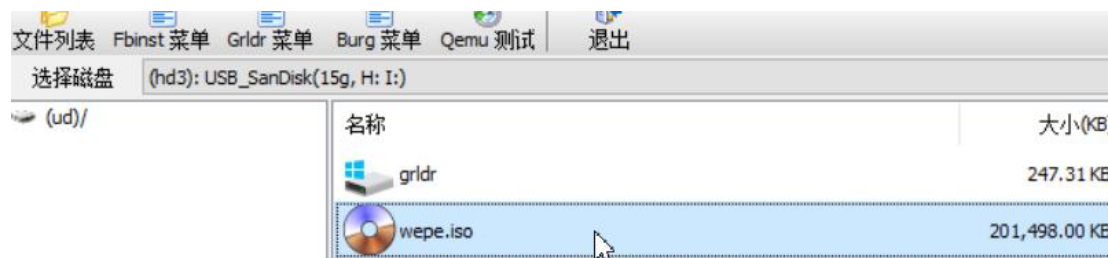 文件列表 Fbinst 菜单 Grldr 菜单 Burg 菜单 Qemu 测试 退出
选择磁盘 (hd3): USB_SanDisk(15g, H: I:)
(ud)/
名称 大小(KB)
grldr 247.31 KB
wepe.iso 201,498.00 KB